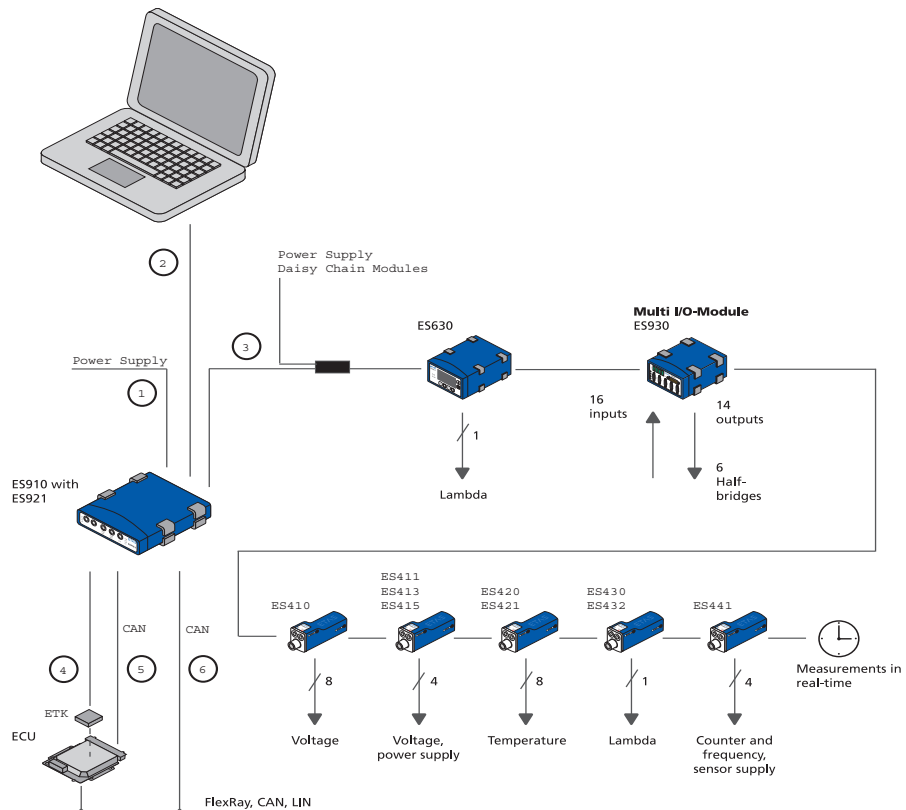 2
Power Supply
Daisy Chain Modules
Multi I/O-Module
ES630
ES930
3
Power Supply
1
16
inputs
14
outputs
1
6
Half-
bridges
Lambda
ES910 with
ES921
ES411
ES413
ES415
ES410
ES420
ES421
ES430
ES432
ES441
CAN
CAN
4
5
6
Measurements in
real-time
8
4
8
1
4
ETK
ECU
Voltage
Voltage,
power supply
Temperature
Lambda
Counter and
frequency,
sensor supply
FlexRay, CAN, LIN